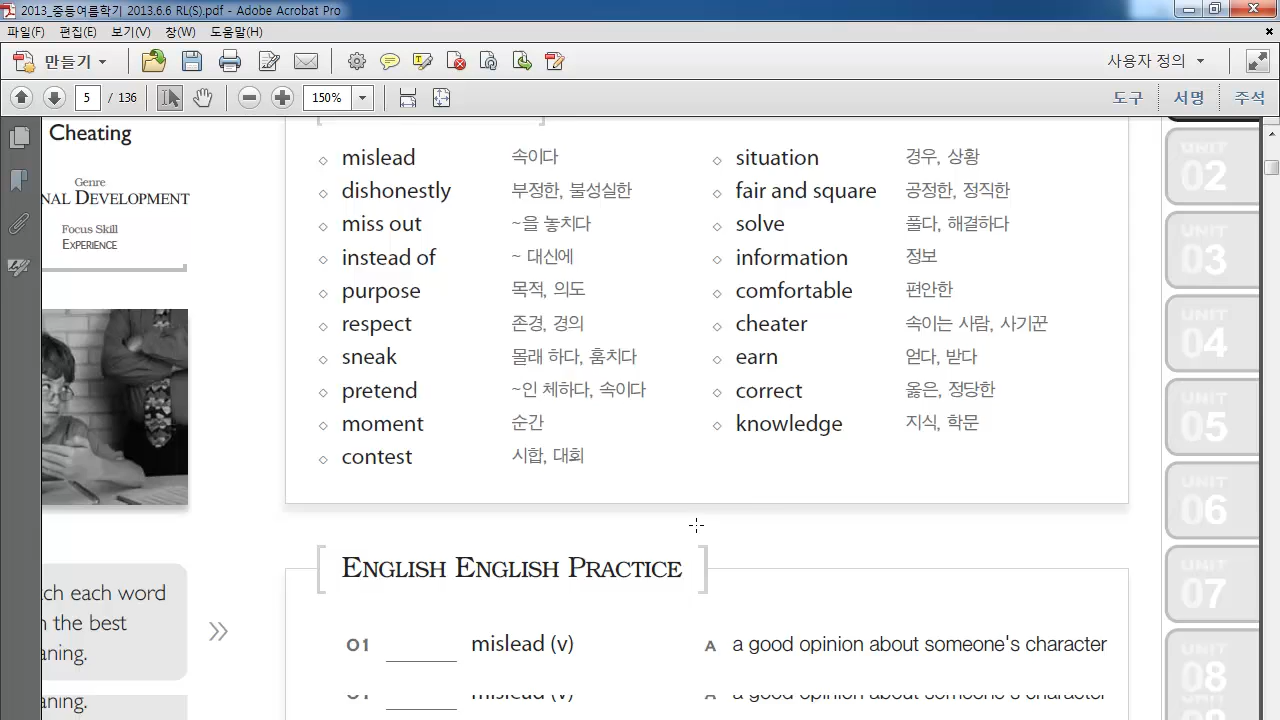 2013_중등여름학기 2013.6.6 RL(S).pdf - Adobe Acrobat Pro
파일(F) 편집(E) 보기(V) 창(W) 도움말(H)
만들기 사용자 정의
5 / 136 150% 도구 서명 주석
Cheating
Genre
NAL DEVELOPMENT
Focus Skill
EXPERIENCE
mislead 속이다 situation 경우, 상황
dishonestly 부정한, 불성실한 fair and square 공정한, 정직한
miss out ~을 놓치다 solve 풀다, 해결하다
instead of ~ 대신에 information 정보
purpose 목적, 의도 comfortable 편안한
respect 존경, 경의 cheater 속이는 사람, 사기꾼
sneak 몰래 하다, 훔치다 earn 얻다, 받다
pretend ~인 체하다, 속이다 correct 옳은, 정당한
moment 순간 knowledge 지식, 학문
contest 시합, 대회
UNIT 02
UNIT 03
UNIT 04
UNIT 05
UNIT 06
UNIT 07
UNIT 08
ch each word
the best
aning.
ENGLISH ENGLISH PRACTICE
01 mislead (v) A a good opinion about someone's character
aning. 01 mislead (v) A a good opinion about someone's character